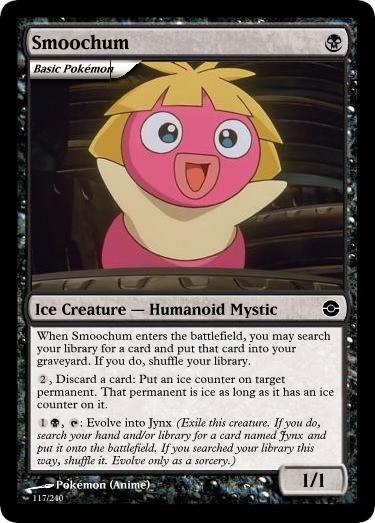 Smoochum
Basic Pokémon
Ice Creature — Humanoid Mystic
When Smoochum enters the battlefield, you may search
your library for a card and put that card into your
graveyard. If you do, shuffle your library.
2, Discard a card: Put an ice counter on target
permanent. That permanent is ice as long as it has an ice
counter on it.
1, : Evolve into Jynx (Exile this creature. If you do,
search your hand and/or library for a card named Jynx and
put it onto the battlefield. If you searched your library this
way, shuffle it. Evolve only as a sorcery.)
1/1
Pokémon (Anime)
117/240